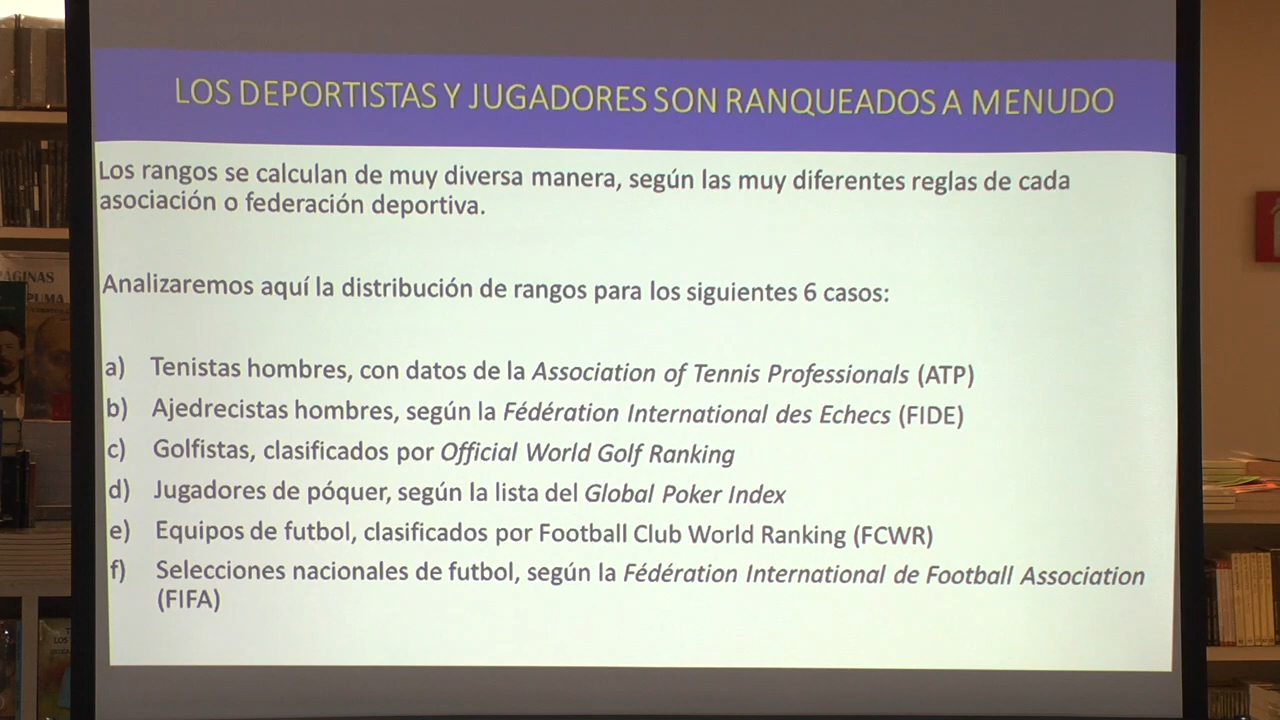 LOS DEPORTISTAS Y JUGADORES SON RANQUEADOS A MENUDO
Los rangos se calculan de muy diversa manera, según las muy diferentes reglas de cada
asociación o federación deportiva.
Analizaremos aquí la distribución de rangos para los siguientes 6 casos:
a) Tenistas hombres, con datos de la Association of Tennis Professionals (ATP)
b) Ajedrecistas hombres, según la Fédération International des Echecs (FIDE)
c) Golfistas, clasificados por Official World Golf Ranking
d) Jugadores de póquer, según la lista del Global Poker Index
e) Equipos de futbol, clasificados por Football Club World Ranking (FCWR)
f) Selecciones nacionales de futbol, según la Fédération International de Football Association
(FIFA)
PÁGINAS
PUMA